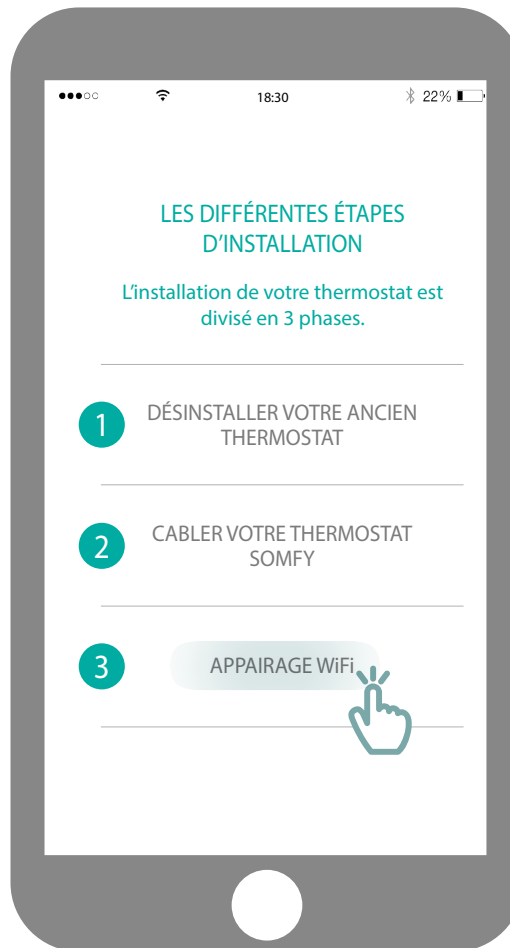 18:30
22%
LES DIFFÉRENTES ÉTAPES
D'INSTALLATION
L'installation de votre thermostat est
divisé en 3 phases.
1
DÉSINSTALLER VOTRE ANCIEN
THERMOSTAT
2
CABLER VOTRE THERMOSTAT
SOMFY
3
APPAIRAGE WiFi